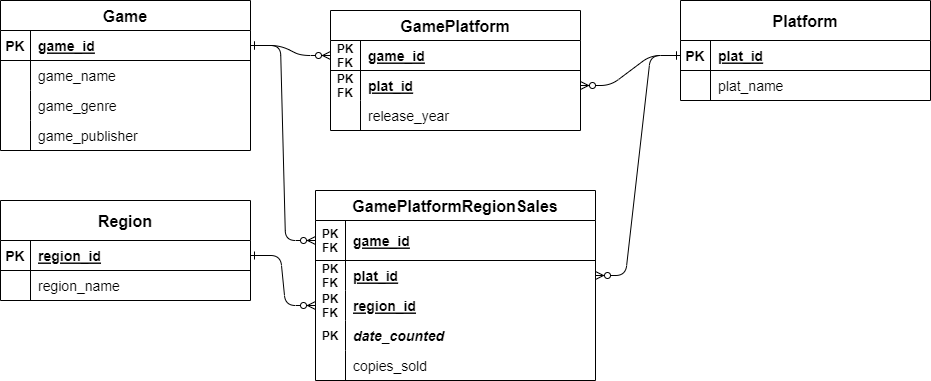 Game
PK game_id
game_name
game_genre
game_publisher
GamePlatform
PK
FK
game_id
PK
FK
plat_id
release_year
Platform
PK plat_id
plat_name
Region
PK region_id
region_name
GamePlatformRegionSales
PK
FK
game_id
PK
FK
plat_id
PK
FK
region_id
PK date_counted
copies_sold